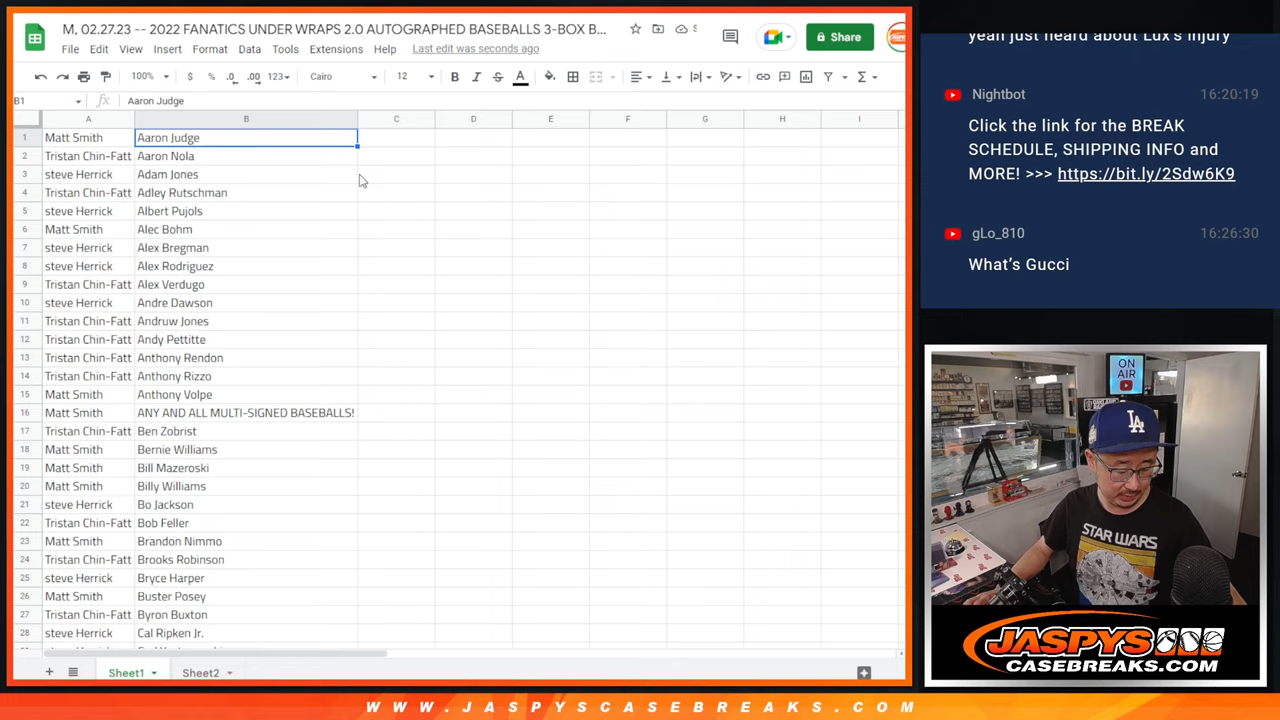 M, 02.27.23 -- 2022 FANATICS UNDER WRAPS 2.0 AUTOGRAPHED BASEBALLS 3-BOX B...
File Edit View Insert Format Data Tools Extensions Help Last edit was seconds ago
Share
100% $ % .0 .00 123 Cairo 12 B I S A
B1 fx Aaron Judge
A B C D E F G H I
1 Matt Smith Aaron Judge
2 Tristan Chin-Fatt Aaron Nola
3 steve Herrick Adam Jones
4 Tristan Chin-Fatt Adley Rutschman
5 steve Herrick Albert Pujols
6 Matt Smith Alec Bohm
7 steve Herrick Alex Bregman
8 steve Herrick Alex Rodriguez
9 Tristan Chin-Fatt Alex Verdugo
10 steve Herrick Andre Dawson
11 Tristan Chin-Fatt Andruw Jones
12 Tristan Chin-Fatt Andy Pettitte
13 Tristan Chin-Fatt Anthony Rendon
14 Tristan Chin-Fatt Anthony Rizzo
15 Matt Smith Anthony Volpe
16 Matt Smith ANY AND ALL MULTI-SIGNED BASEBALLS!
17 Tristan Chin-Fatt Ben Zobrist
18 Matt Smith Bernie Williams
19 Matt Smith Bill Mazeroski
20 Matt Smith Billy Williams
21 steve Herrick Bo Jackson
22 Tristan Chin-Fatt Bob Feller
23 Matt Smith Brandon Nimmo
24 Tristan Chin-Fatt Brooks Robinson
25 steve Herrick Bryce Harper
26 Matt Smith Buster Posey
27 Tristan Chin-Fatt Byron Buxton
28 steve Herrick Cal Ripken Jr.
Sheet1 Sheet2
yeah just heard about Lux's injury
Nightbot 16:20:19
Click the link for the BREAK
SCHEDULE, SHIPPING INFO and
MORE! >>> https://bit.ly/2Sdw6K9
gLo_810 16:26:30
What's Gucci
ON
AIR
LA
STAR WARS
JASPYS
CASEBREAKS.COM
WWW.JASPYSCASEBREAKS.COM